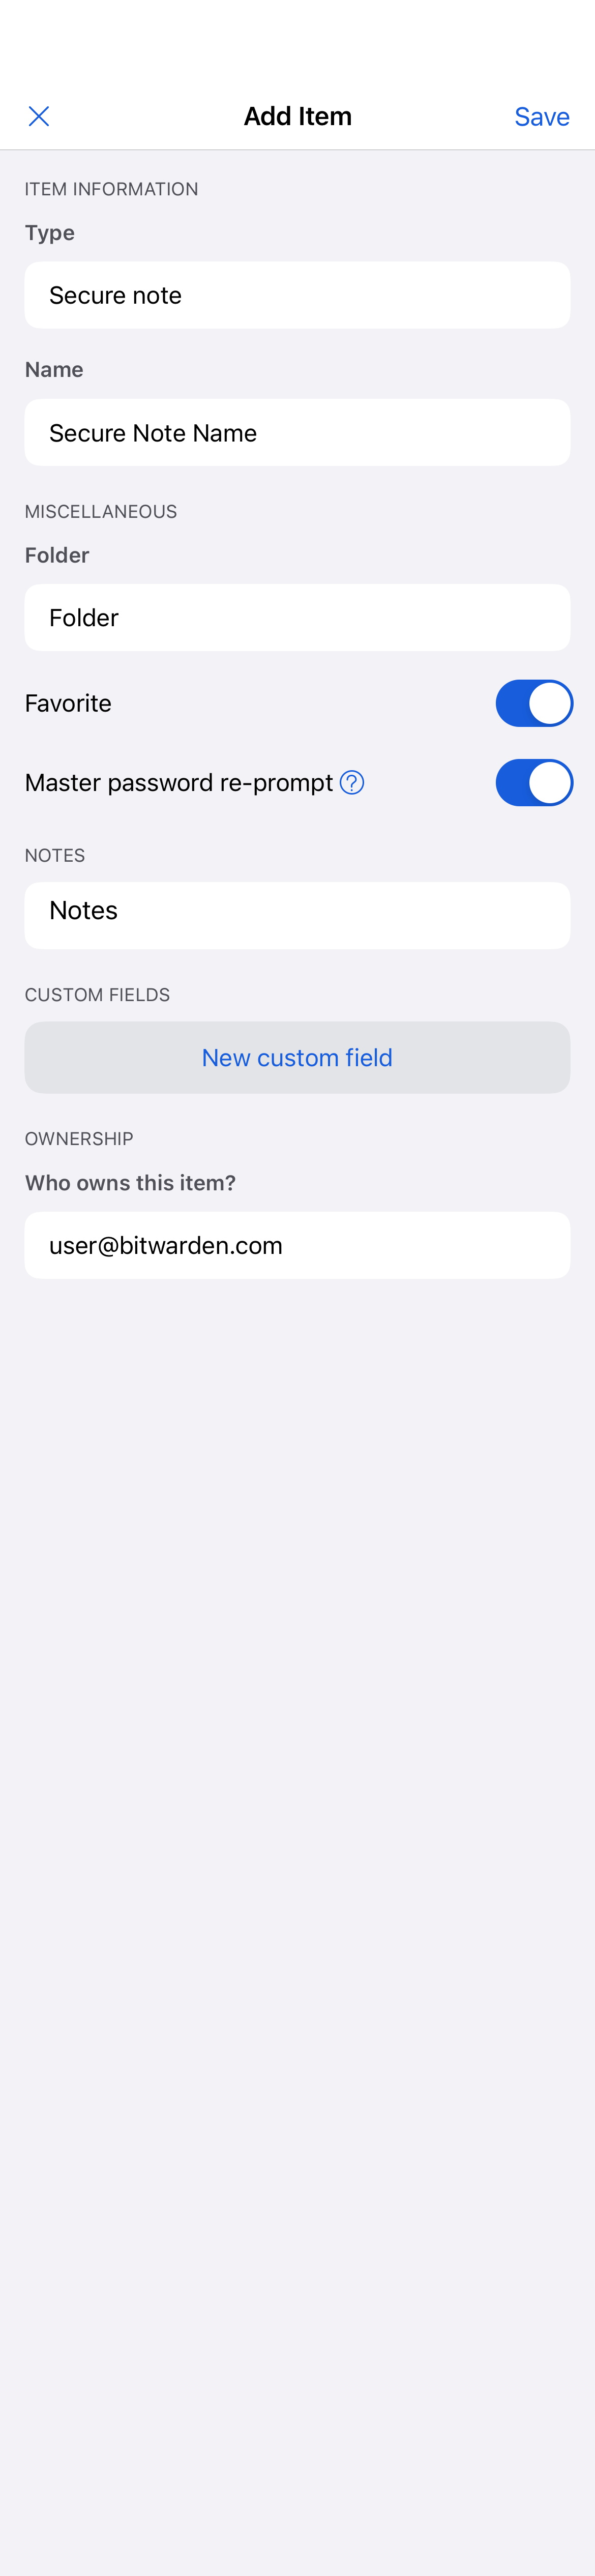 Add Item
Save
ITEM INFORMATION
Type
Secure note
Name
Secure Note Name
MISCELLANEOUS
Folder
Folder
Favorite
Master password re-prompt ?
NOTES
Notes
CUSTOM FIELDS
New custom field
OWNERSHIP
Who owns this item?
user@bitwarden.com